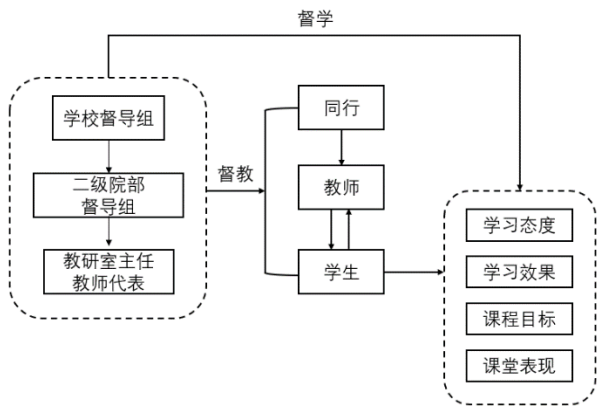 督学
学校督导组
二级院部
督导组
教研室主任
教师代表
督教
同行
教师
学生
学习态度
学习效果
课程目标
课堂表现